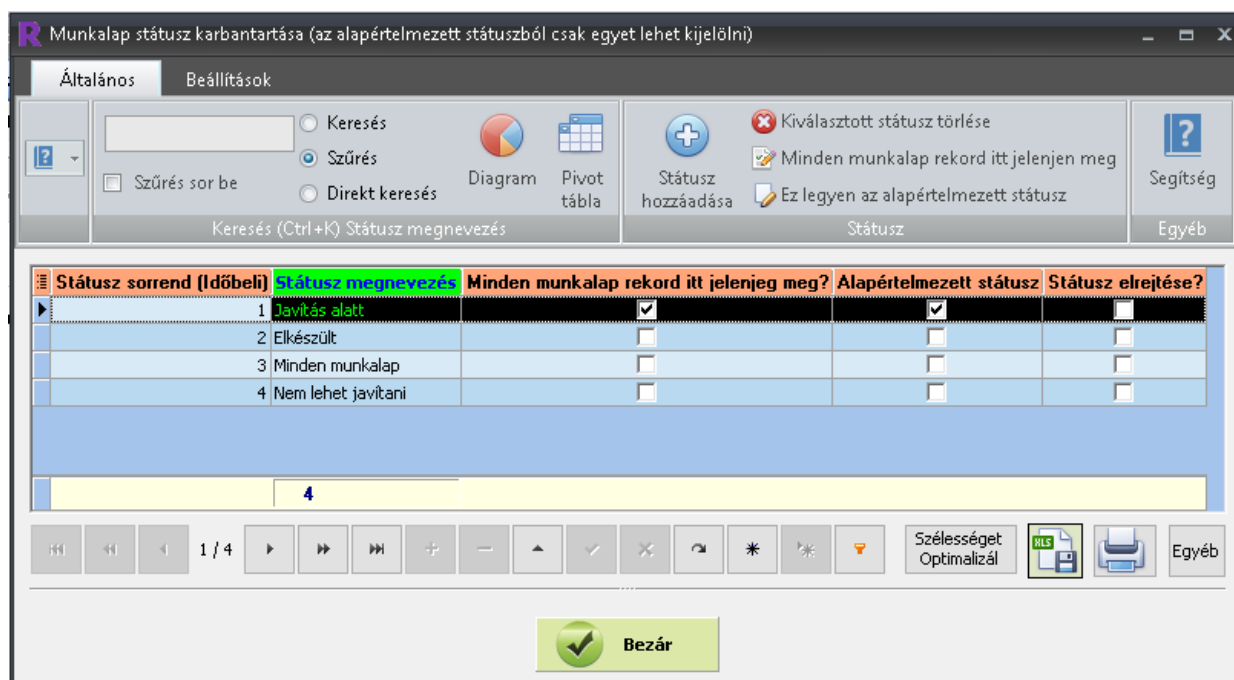 R Munkalap státusz karbantartása (az alapértelmezett státuszból csak egyet lehet kijelölni)
Általános Beállítások
Keresés
Szűrés
Direkt keresés
Szűrés sor be
Diagram
Pivot tábla
Keresés (Ctrl+K) Státusz megnevezés
Státusz hozzáadása
Kiválasztott státusz törlése
Minden munkalap rekord itt jelenjen meg
Ez legyen az alapértelmezett státusz
Státusz
Segítség
Egyéb
Státusz sorrend (Időbeli) Státusz megnevezés Minden munkalap rekord itt jelenjeg meg? Alapértelmezett státusz Státusz elrejtése?
1 Javítás alatt
2 Elkészült
3 Minden munkalap
4 Nem lehet javítani
4
1 / 4
Szélességet
Optimalizál
XLS
Egyéb
Bezár